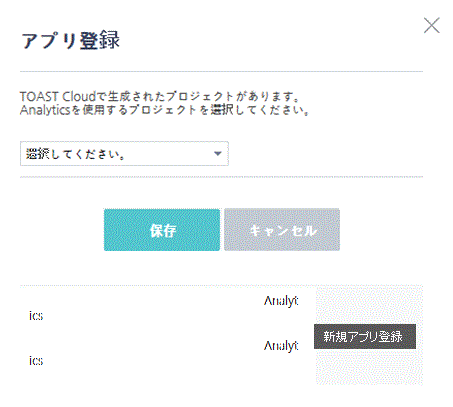 アプリ登録
TOAST Cloudで生成されたプロジェクトがあります。
Analyticsを使用するプロジェクトを選択してください。
選択してください。
保存 キャンセル
Analyt
ics
新規アプリ登録
Analyt
ics